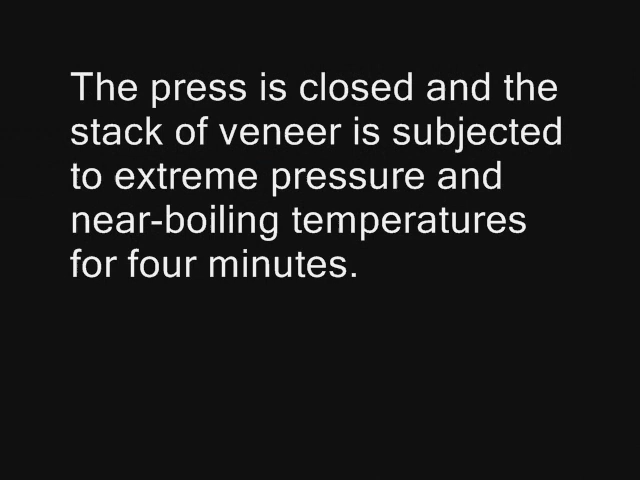 The press is closed and the
stack of veneer is subjected
to extreme pressure and
near-boiling temperatures
for four minutes.